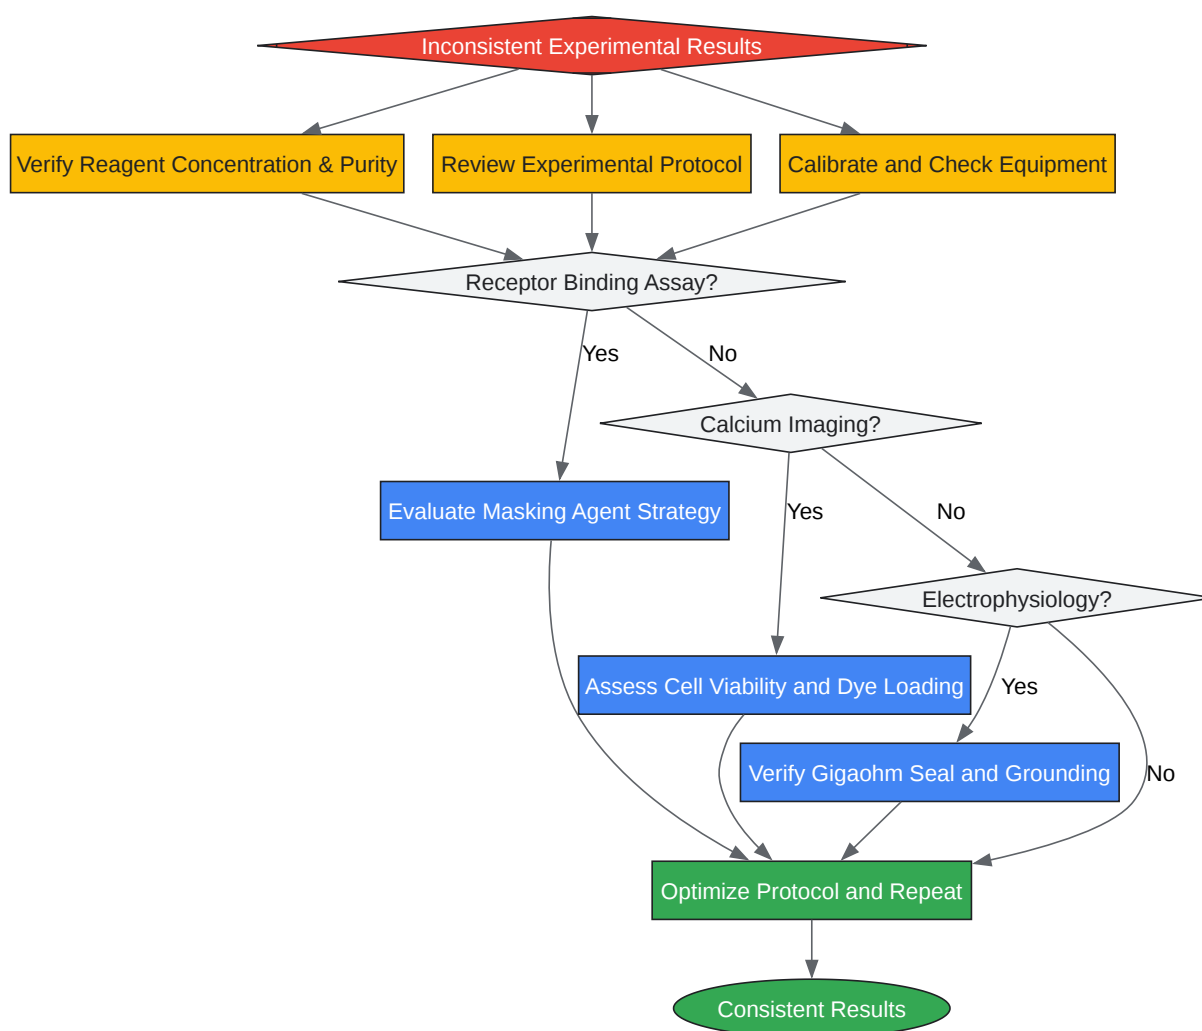 Inconsistent Experimental Results
Verify Reagent Concentration & Purity
Review Experimental Protocol
Calibrate and Check Equipment
Receptor Binding Assay?
Yes
No
Calcium Imaging?
Evaluate Masking Agent Strategy
Yes
No
Electrophysiology?
Assess Cell Viability and Dye Loading
Yes
Verify Gigaohm Seal and Grounding
No
Optimize Protocol and Repeat
Consistent Results